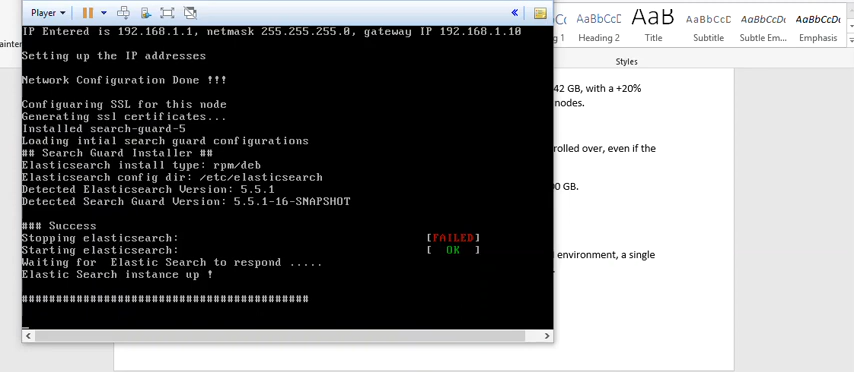 Player
IP Entered is 192.168.1.1, netmask 255.255.255.0, gateway IP 192.168.1.10
Setting up the IP addresses
Network Configuration Done !!!
Configuaring SSL for this node
Generating ssl certificates...
Installed search-guard-5
Loading intial search guard configurations
## Search Guard Installer ##
Elasticsearch install type: rpm/deb
Elasticsearch config dir: /etc/elasticsearch
Detected Elasticsearch Version: 5.5.1
Detected Search Guard Version: 5.5.1-16-SNAPSHOT
### Success
Stopping elasticsearch: [FAILED]
Starting elasticsearch: [ OK ]
Waiting for Elastic Search to respond .....
Elastic Search instance up !
##########################################
AaBbCcD AaB AaBbCcD AaBbCcDc AaBbCcDc
Heading 2 Title Subtitle Subtle Em... Emphasis
Styles
42 GB, with a +20%
nodes.
rolled over, even if the
GB.
environment, a single